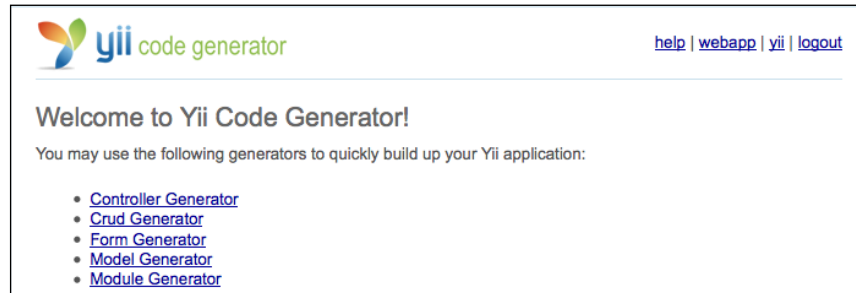 yii code generator
help | webapp | yii | logout
Welcome to Yii Code Generator!
You may use the following generators to quickly build up your Yii application:
Controller Generator
Crud Generator
Form Generator
Model Generator
Module Generator